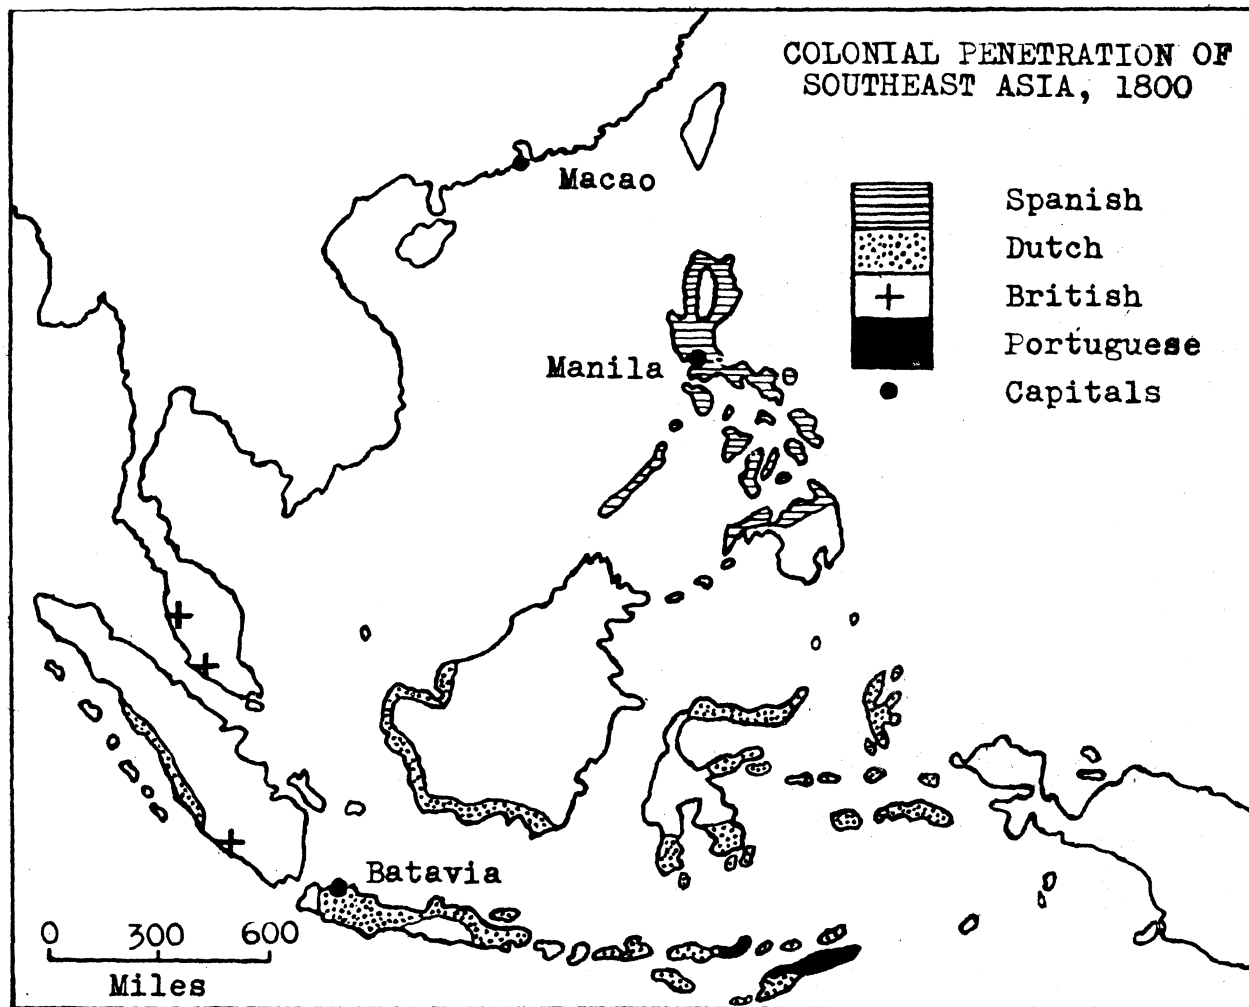 COLONIAL PENETRATION OF
SOUTHEAST ASIA, 1800
Macao
Spanish
Dutch
British
Portuguese
Capitals
Manila
Batavia
0 300 600
Miles